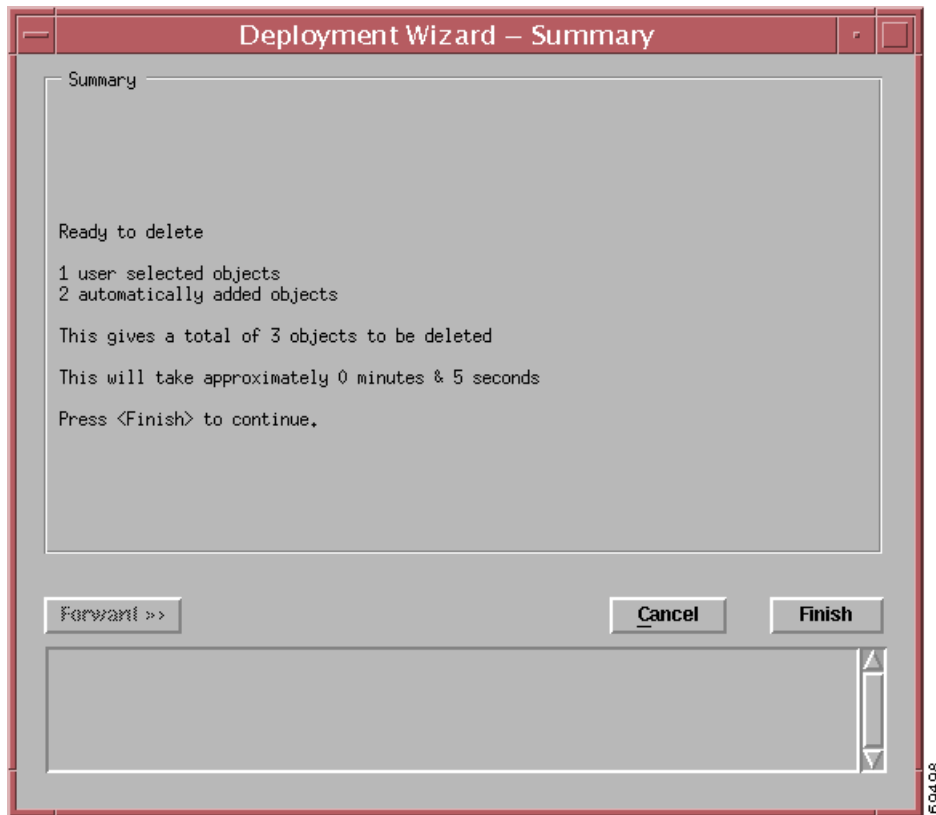 Deployment Wizard – Summary
Summary
Ready to delete
1 user selected objects
2 automatically added objects
This gives a total of 3 objects to be deleted
This will take approximately 0 minutes & 5 seconds
Press <Finish> to continue.
Forward >>
Cancel
Finish
69498